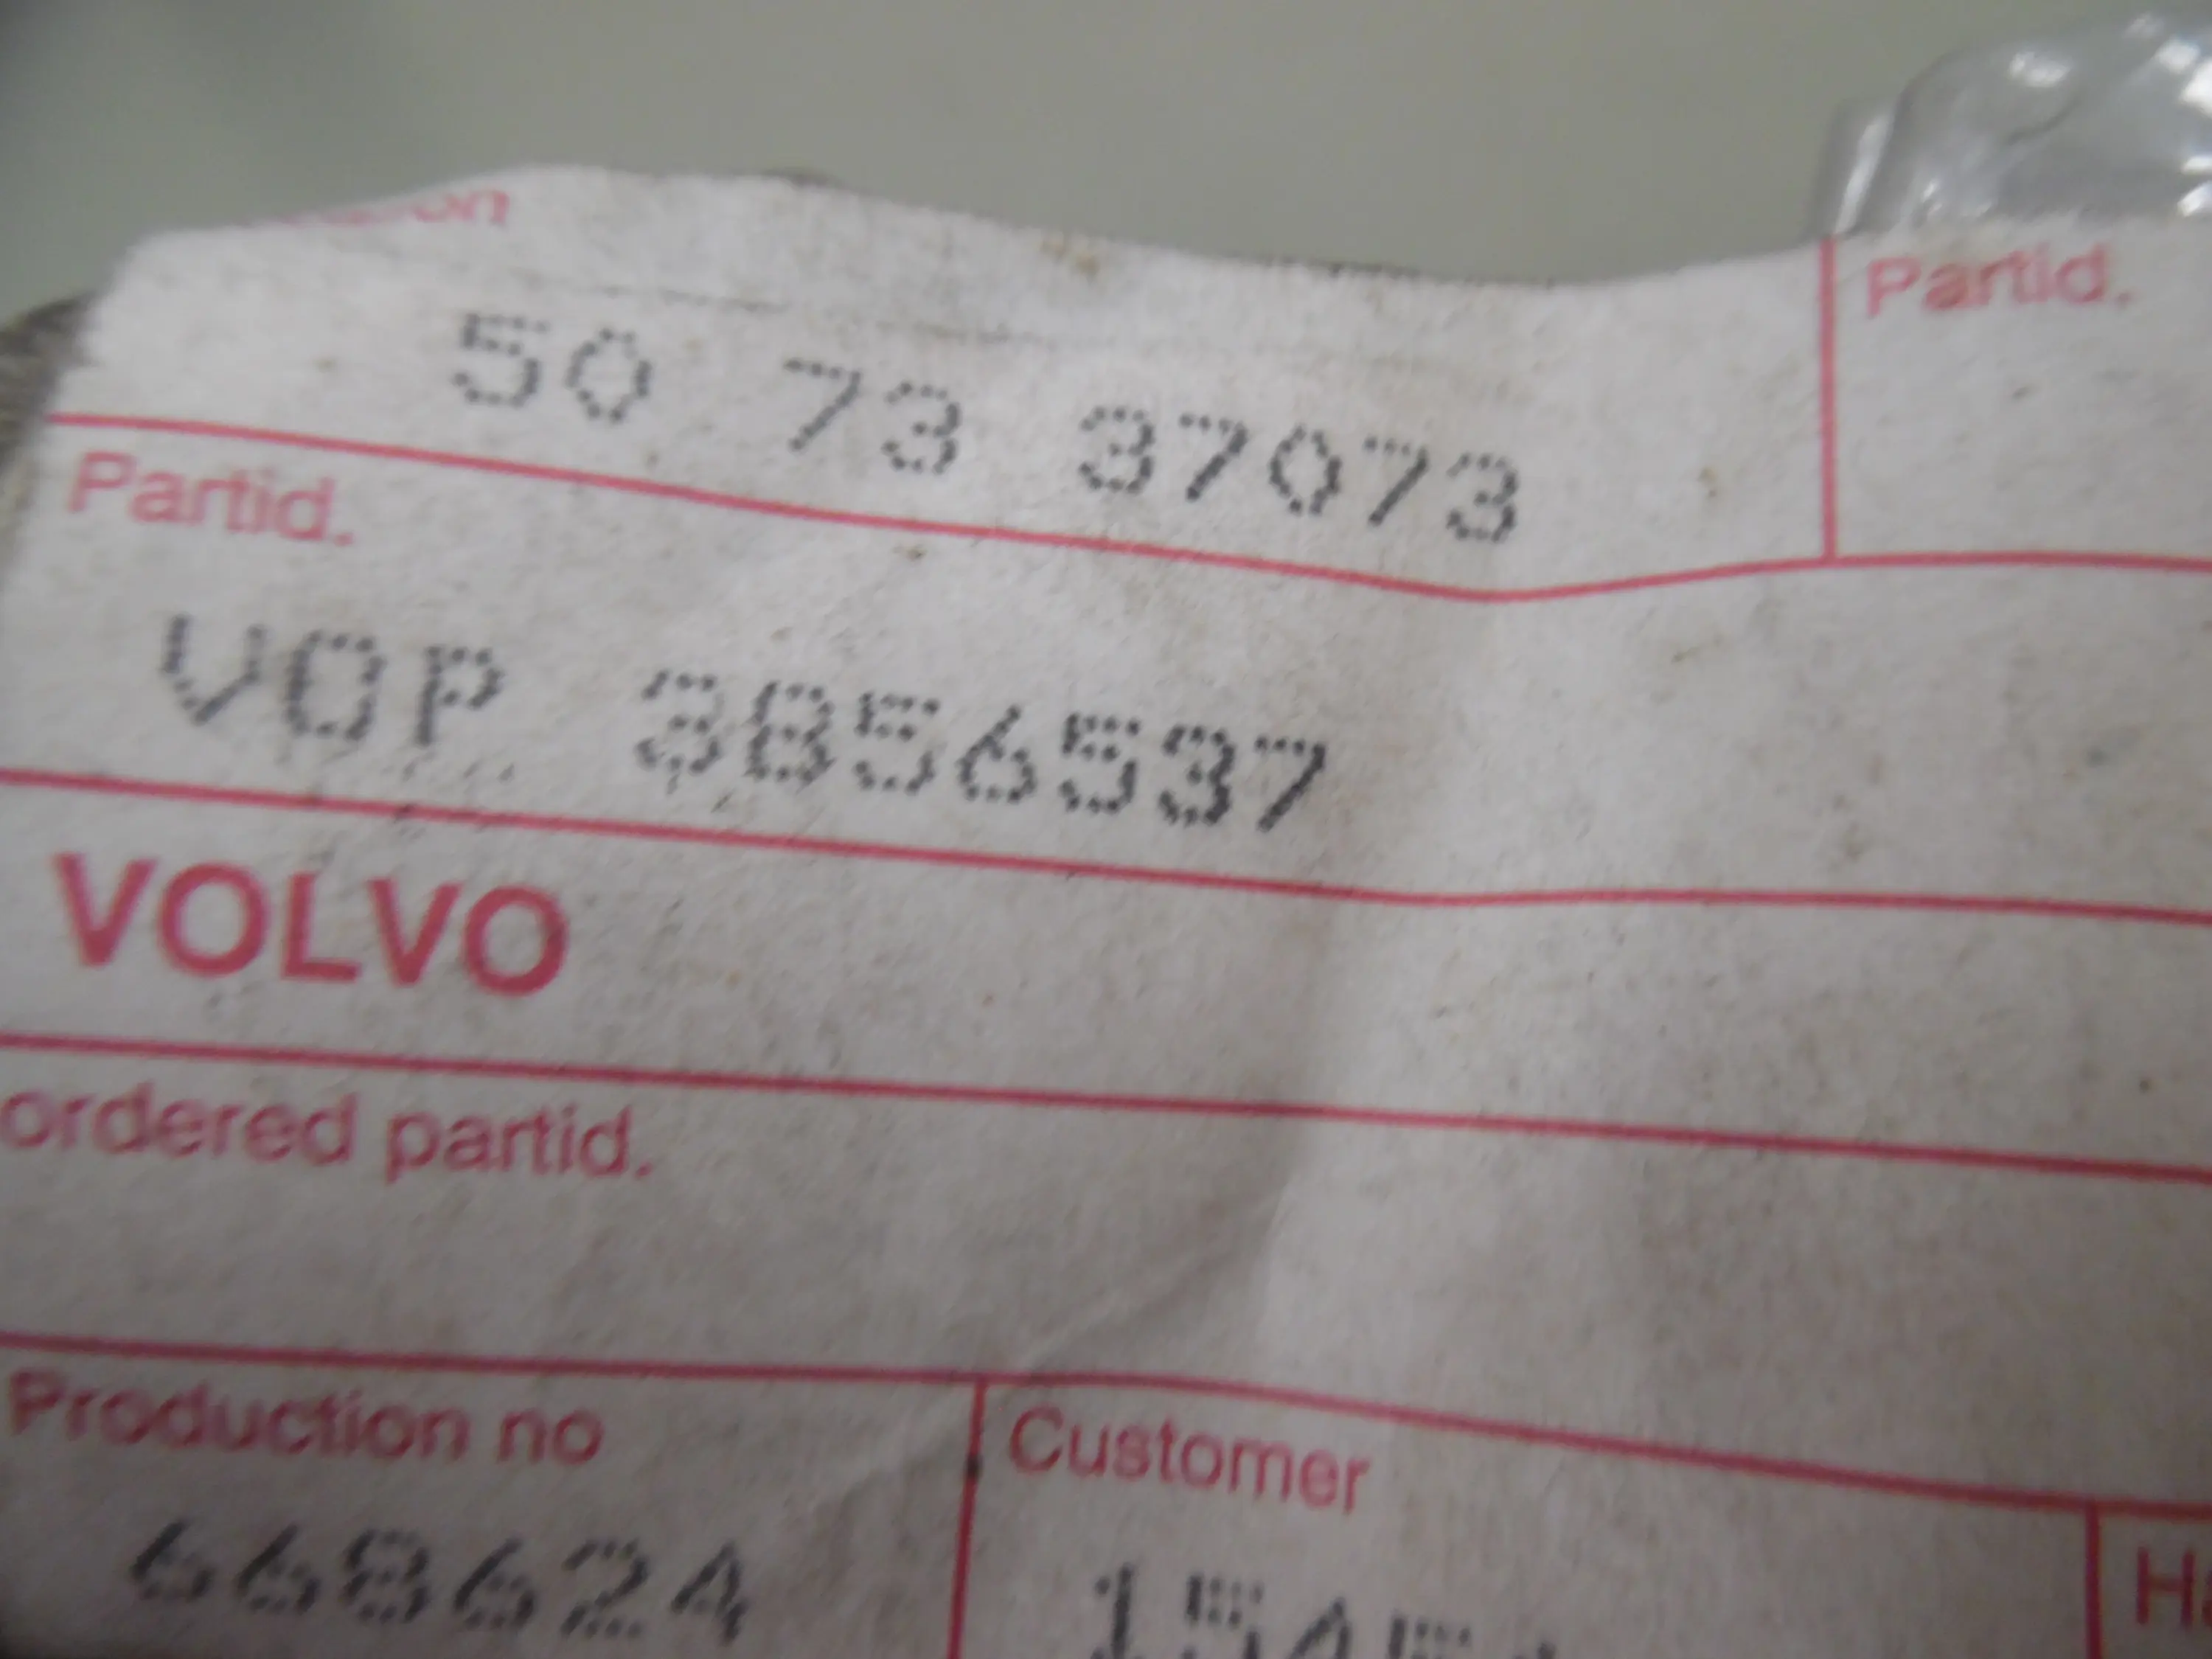 Partid.
50 73 37073
Partid.
VOP 3856537
VOLVO
ordered partid.
Production no
Customer
668624